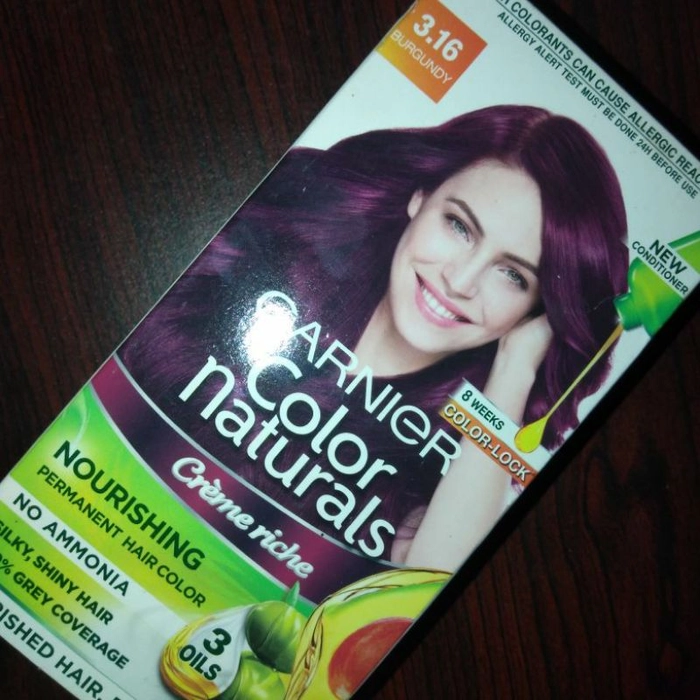 3.16
BURGUNDY
COLORANTS CAN CAUSE ALLERGIC
ALLERGY ALERT TEST MUST BE DONE 24H BEFORE USE
NEW
CONDITIONER
GARNIER
Color
naturals
8 WEEKS
COLOR-LOCK
Crème riche
NOURISHING
PERMANENT HAIR COLOR
NO AMMONIA
SILKY, SHINY HAIR
% GREY COVERAGE
HAIR,
3
OILS